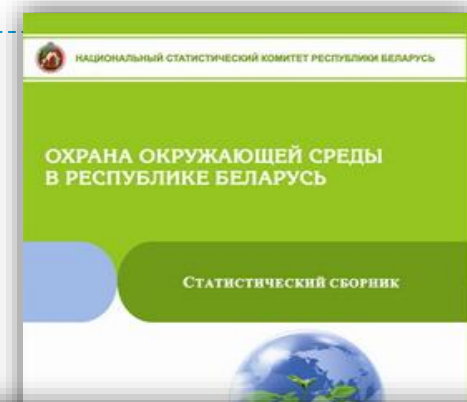 НАЦИОНАЛЬНЫЙ СТАТИСТИЧЕСКИЙ КОМИТЕТ РЕСПУБЛИКИ БЕЛАРУСЬ
ОХРАНА ОКРУЖАЮЩЕЙ СРЕДЫ
В РЕСПУБЛИКЕ БЕЛАРУСЬ
СТАТИСТИЧЕСКИЙ СБОРНИК